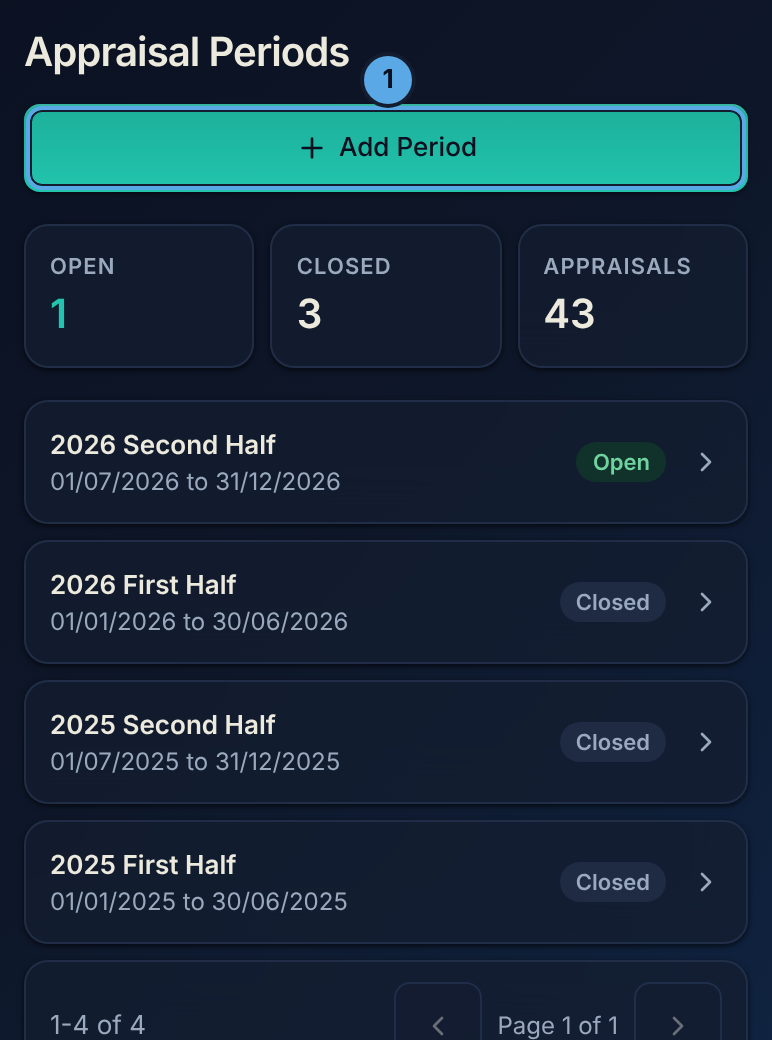 Appraisal Periods
1
+ Add Period
OPEN
1
CLOSED
3
APPRAISALS
43
2026 Second Half
01/07/2026 to 31/12/2026
Open
2026 First Half
01/01/2026 to 30/06/2026
Closed
2025 Second Half
01/07/2025 to 31/12/2025
Closed
2025 First Half
01/01/2025 to 30/06/2025
Closed
1-4 of 4
Page 1 of 1